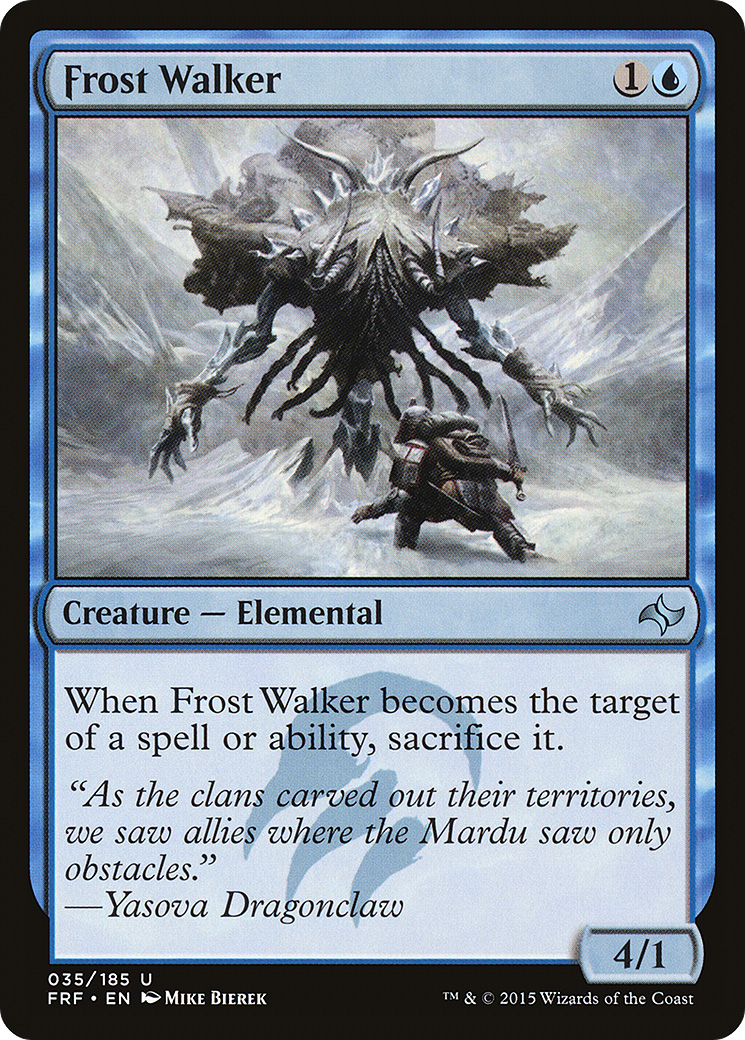 Frost Walker 1
Creature — Elemental
When Frost Walker becomes the target
of a spell or ability, sacrifice it.
“As the clans carved out their territories,
we saw allies where the Mardu saw only
obstacles.”
—Yasova Dragonclaw
4/1
035/185 U
FRF • EN Mike Bierek ™ & © 2015 Wizards of the Coast